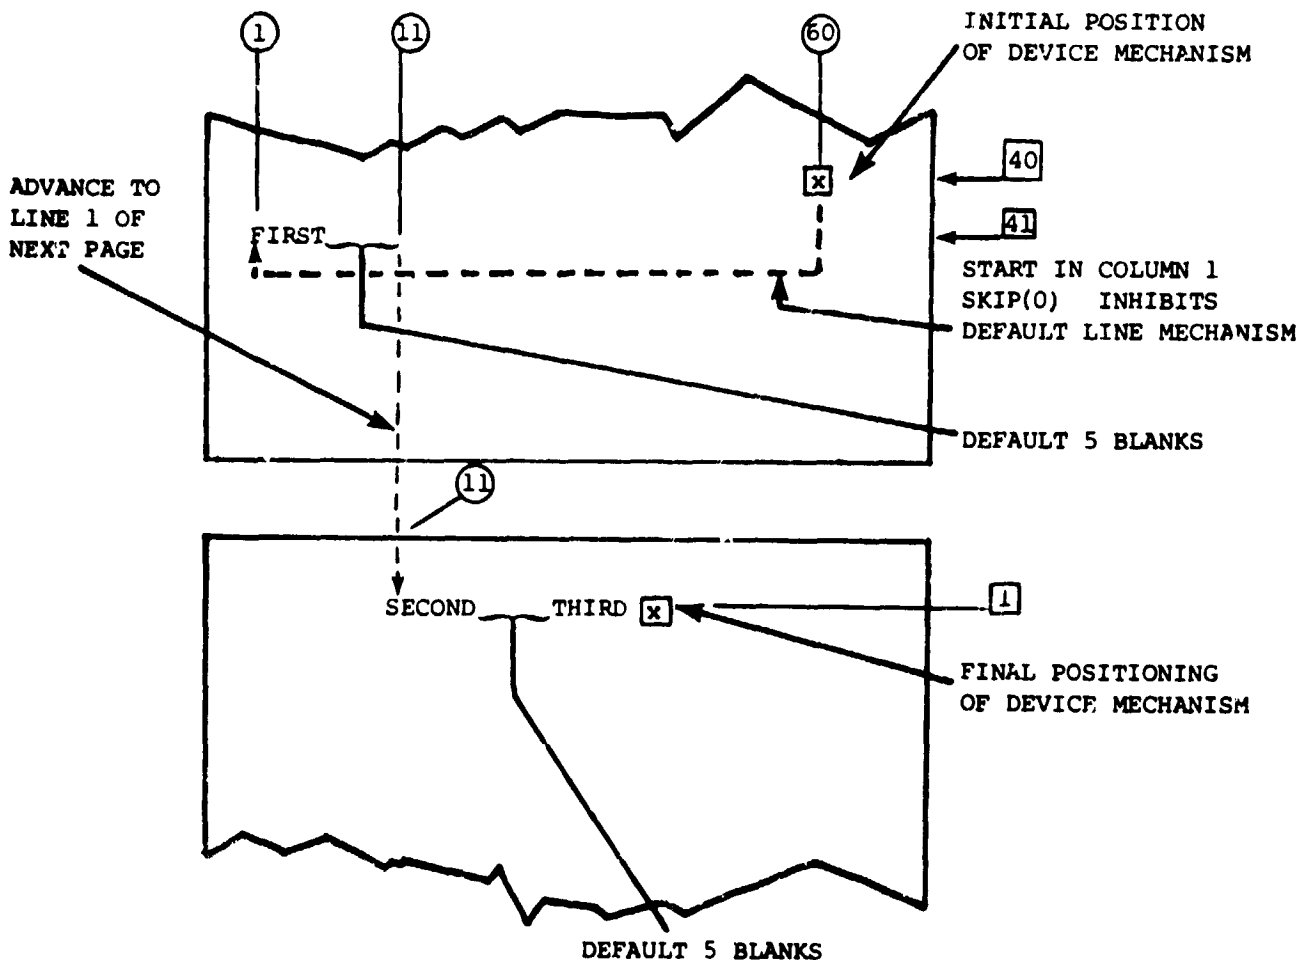 1
11
60
INITIAL POSITION
OF DEVICE MECHANISM
40
x
ADVANCE TO
LINE 1 OF
NEXT PAGE
41
FIRST
START IN COLUMN 1
SKIP(0) INHIBITS
DEFAULT LINE MECHANISM
DEFAULT 5 BLANKS
11
SECOND THIRD x
1
FINAL POSITIONING
OF DEVICE MECHANISM
DEFAULT 5 BLANKS